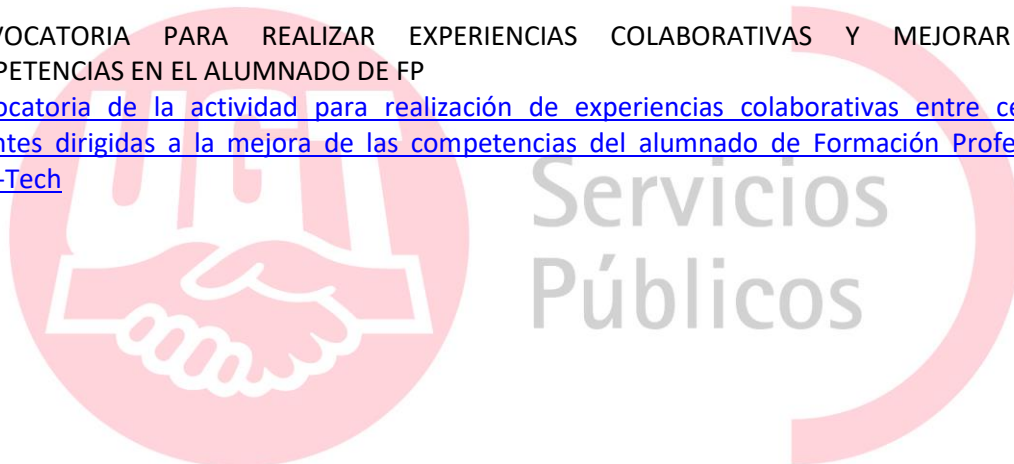 VOCATORIA PARA REALIZAR EXPERIENCIAS COLABORATIVAS Y MEJORAR
PETENCIAS EN EL ALUMNADO DE FP
ocatoria de la actividad para realización de experiencias colaborativas entre ce
ntes dirigidas a la mejora de las competencias del alumnado de Formación Profe
-Tech
UGT
Servicios
Públicos